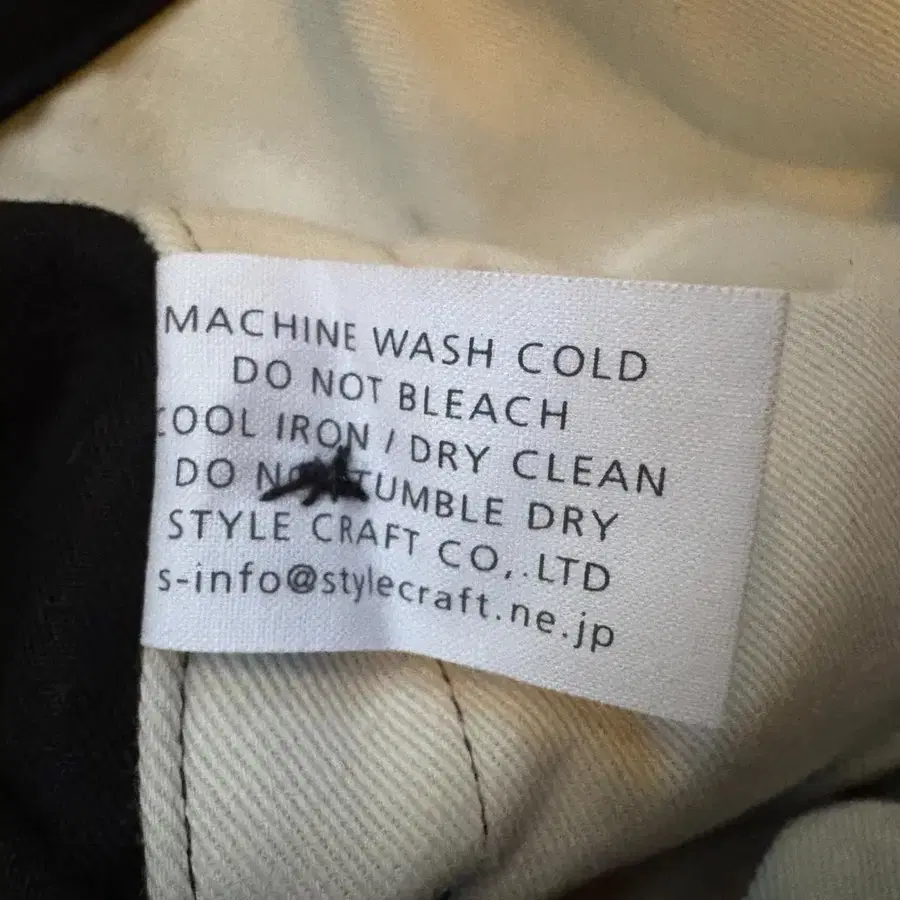 MACHINE WASH COLD
DO NOT BLEACH
COOL IRON / DRY CLEAN
DO NOT TUMBLE DRY
STYLE CRAFT CO,.LTD
s-info@stylecraft.ne.jp